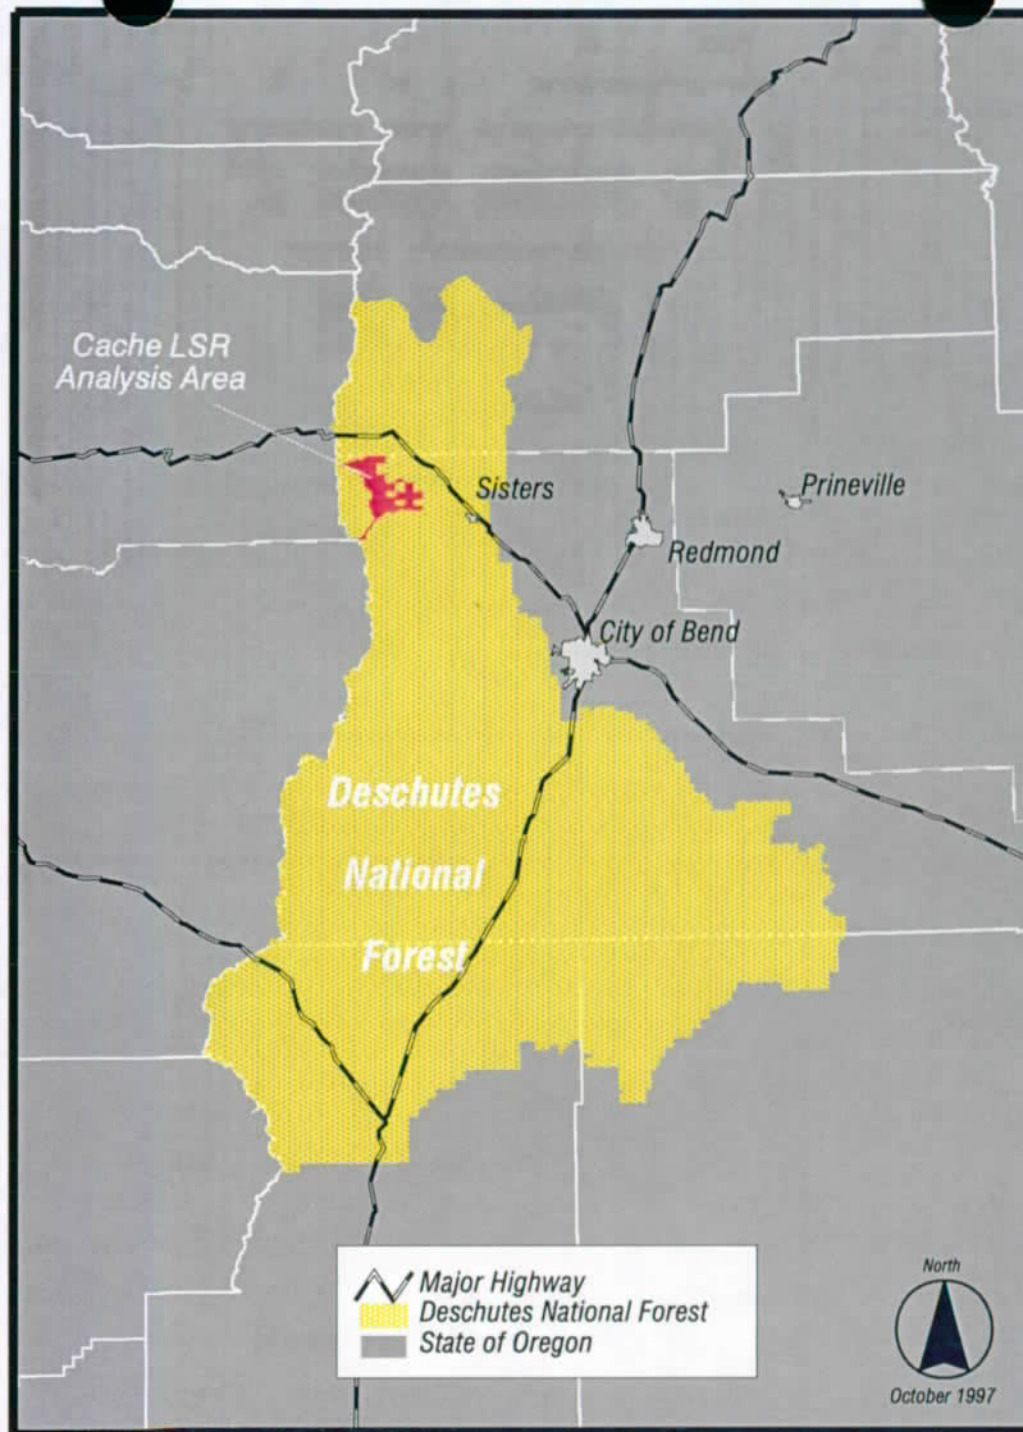 Cache LSR
Analysis Area
Sisters
Prineville
Redmond
City of Bend
Deschutes
National
Forest
Major Highway
Deschutes National Forest
State of Oregon
North
October 1997